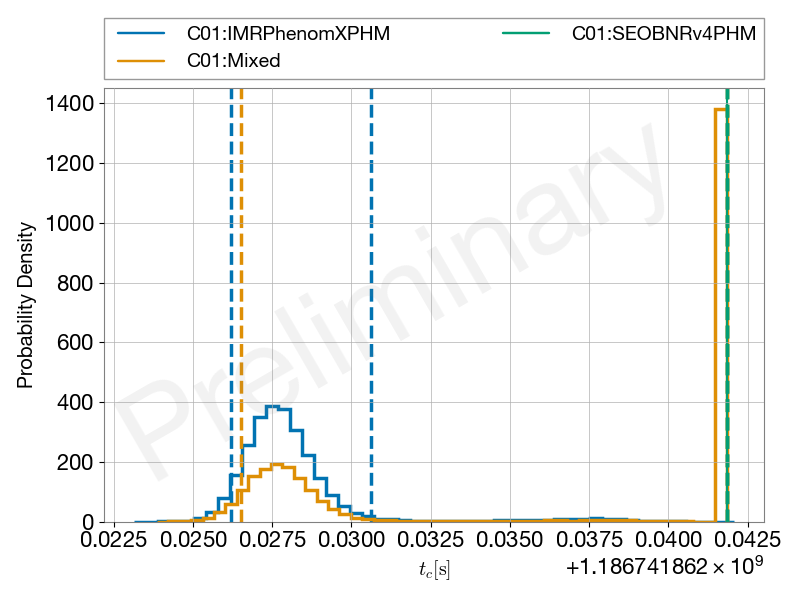 C01:IMRPhenomXPHM
C01:Mixed
C01:SEOBNRv4PHM
1400
1200
1000
800
600
400
200
0
Probability Density
Preliminary
0.0225 0.0250 0.0275 0.0300 0.0325 0.0350 0.0375 0.0400 0.0425
t_c[s]
+1.186741862 × 10⁹